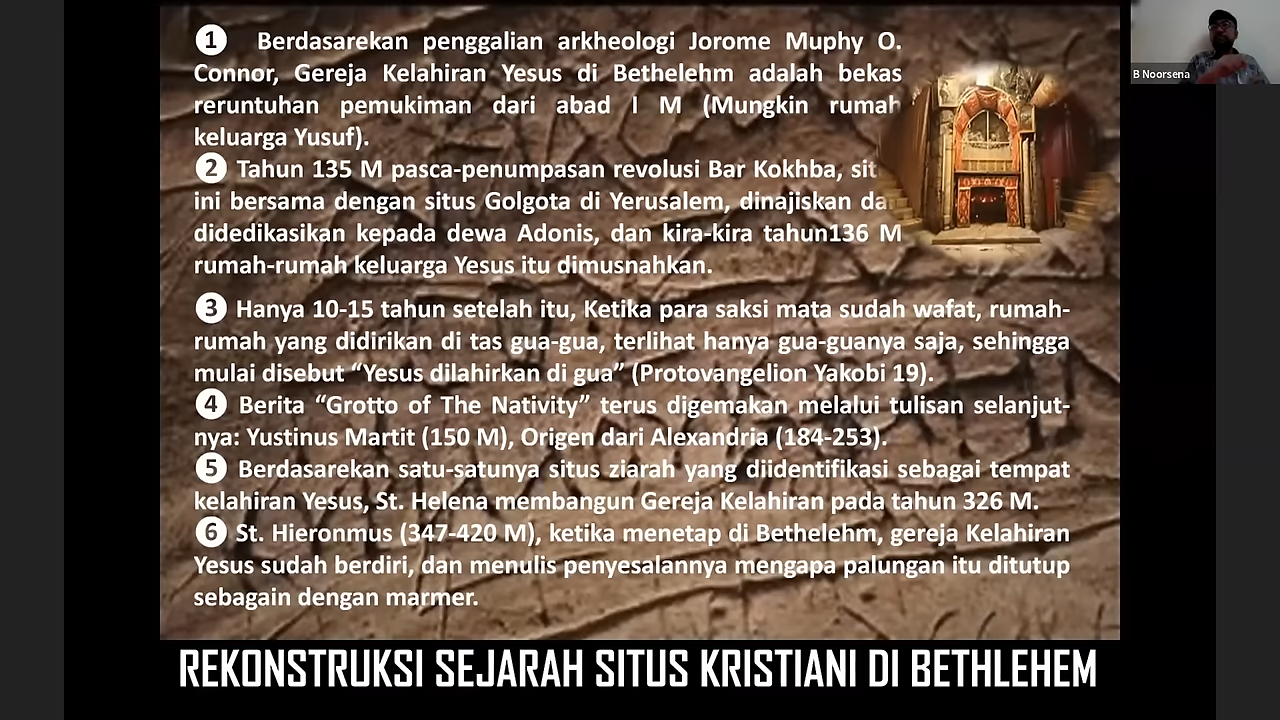 ❶ Berdasarekan penggalian arkheologi Jorome Muphy O.
Connor, Gereja Kelahiran Yesus di Bethelehm adalah bekas
reruntuhan pemukiman dari abad I M (Mungkin rumah
keluarga Yusuf).
❷ Tahun 135 M pasca-penumpasan revolusi Bar Kokhba, sit
ini bersama dengan situs Golgota di Yerusalem, dinajiskan da
didedikasikan kepada dewa Adonis, dan kira-kira tahun136 M
rumah-rumah keluarga Yesus itu dimusnahkan.
❸ Hanya 10-15 tahun setelah itu, Ketika para saksi mata sudah wafat, rumah-
rumah yang didirikan di tas gua-gua, terlihat hanya gua-guanya saja, sehingga
mulai disebut “Yesus dilahirkan di gua” (Protovangelion Yakobi 19).
❹ Berita “Grotto of The Nativity” terus digemakan melalui tulisan selanjut-
nya: Yustinus Martit (150 M), Origen dari Alexandria (184-253).
❺ Berdasarekan satu-satunya situs ziarah yang diidentifikasi sebagai tempat
kelahiran Yesus, St. Helena membangun Gereja Kelahiran pada tahun 326 M.
❻ St. Hieronmus (347-420 M), ketika menetap di Bethelehm, gereja Kelahiran
Yesus sudah berdiri, dan menulis penyesalannya mengapa palungan itu ditutup
sebagain dengan marmer.
REKONSTRUKSI SEJARAH SITUS KRISTIANI DI BETHLEHEM
B Noorsena